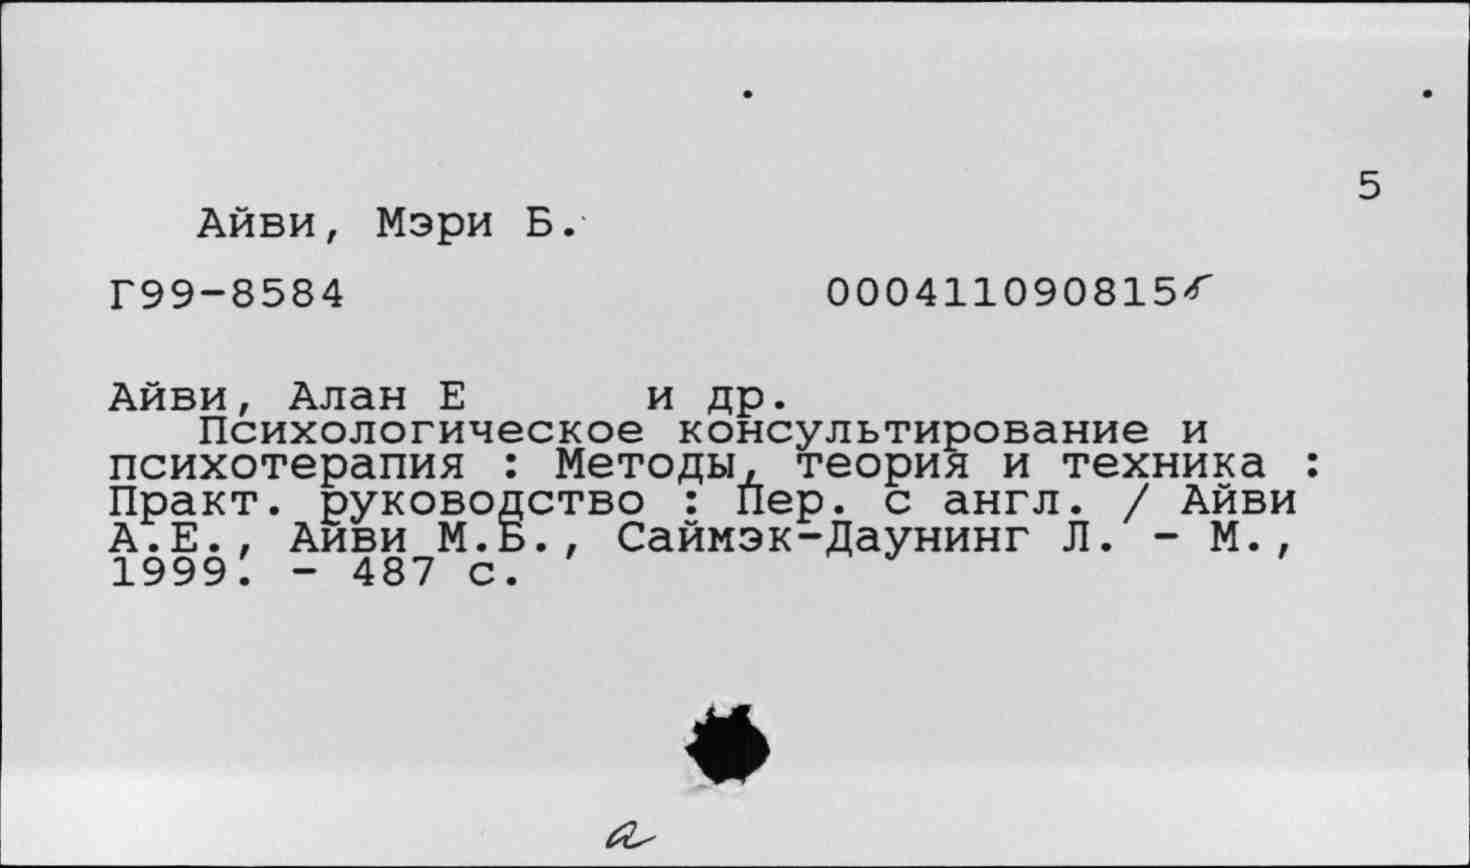 5
Айви, Мэри Б.
Г99-8584 000411090815
Айви, Алан Е и др.
Психологическое консультирование и
психотерапия : Методы, теория и техника :
Практ. руководство : Пер. с англ. / Айви
А.Е., Айви М.Б., Саймэк-Даунинг Л. - М.,
1999. - 487 с.